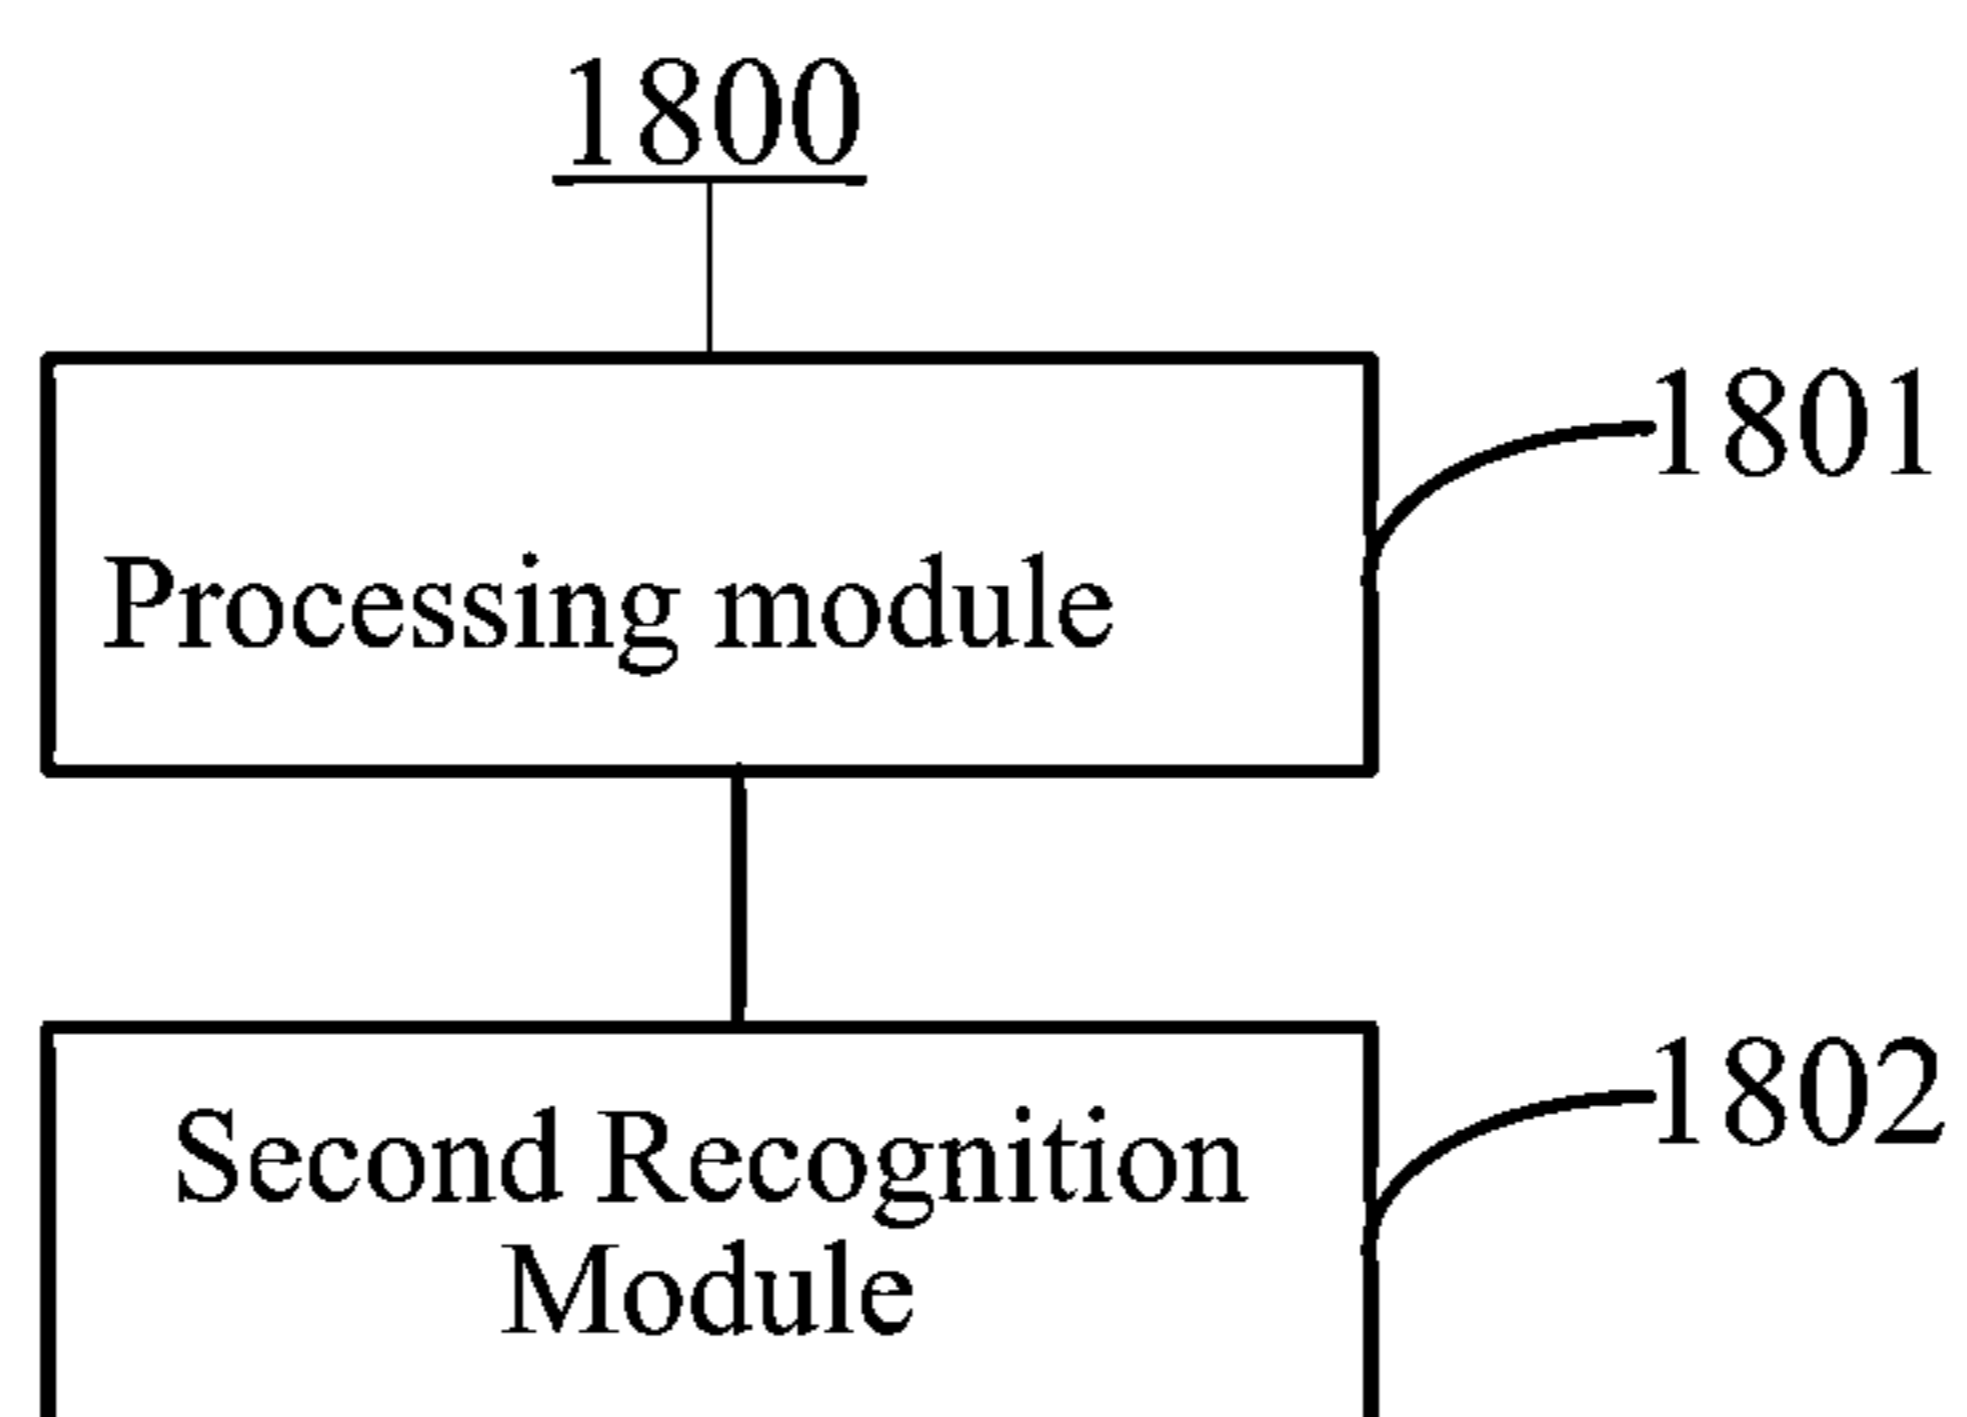 1800
1801
Processing module
1802
Second Recognition
Module